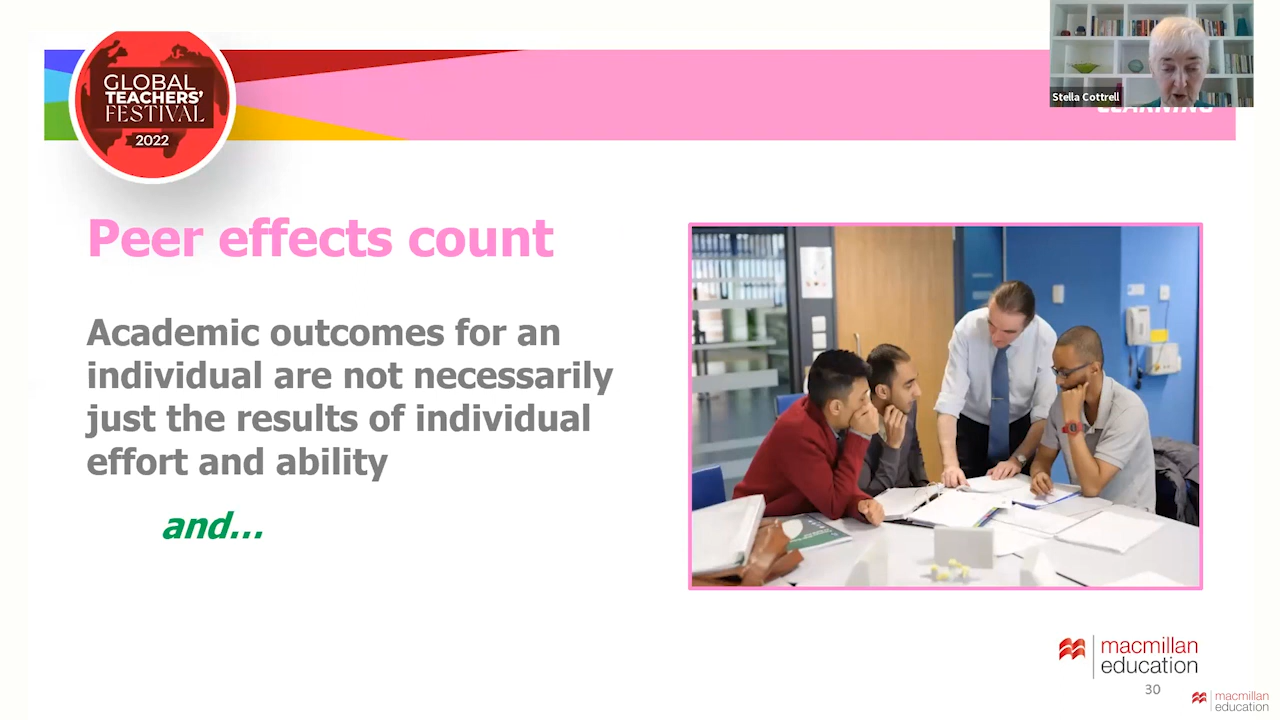 GLOBAL
TEACHERS'
FESTIVAL
2022
Stella Cottrell
Peer effects count
Academic outcomes for an
individual are not necessarily
just the results of individual
effort and ability
and...
macmillan
education
30
macmillan
education